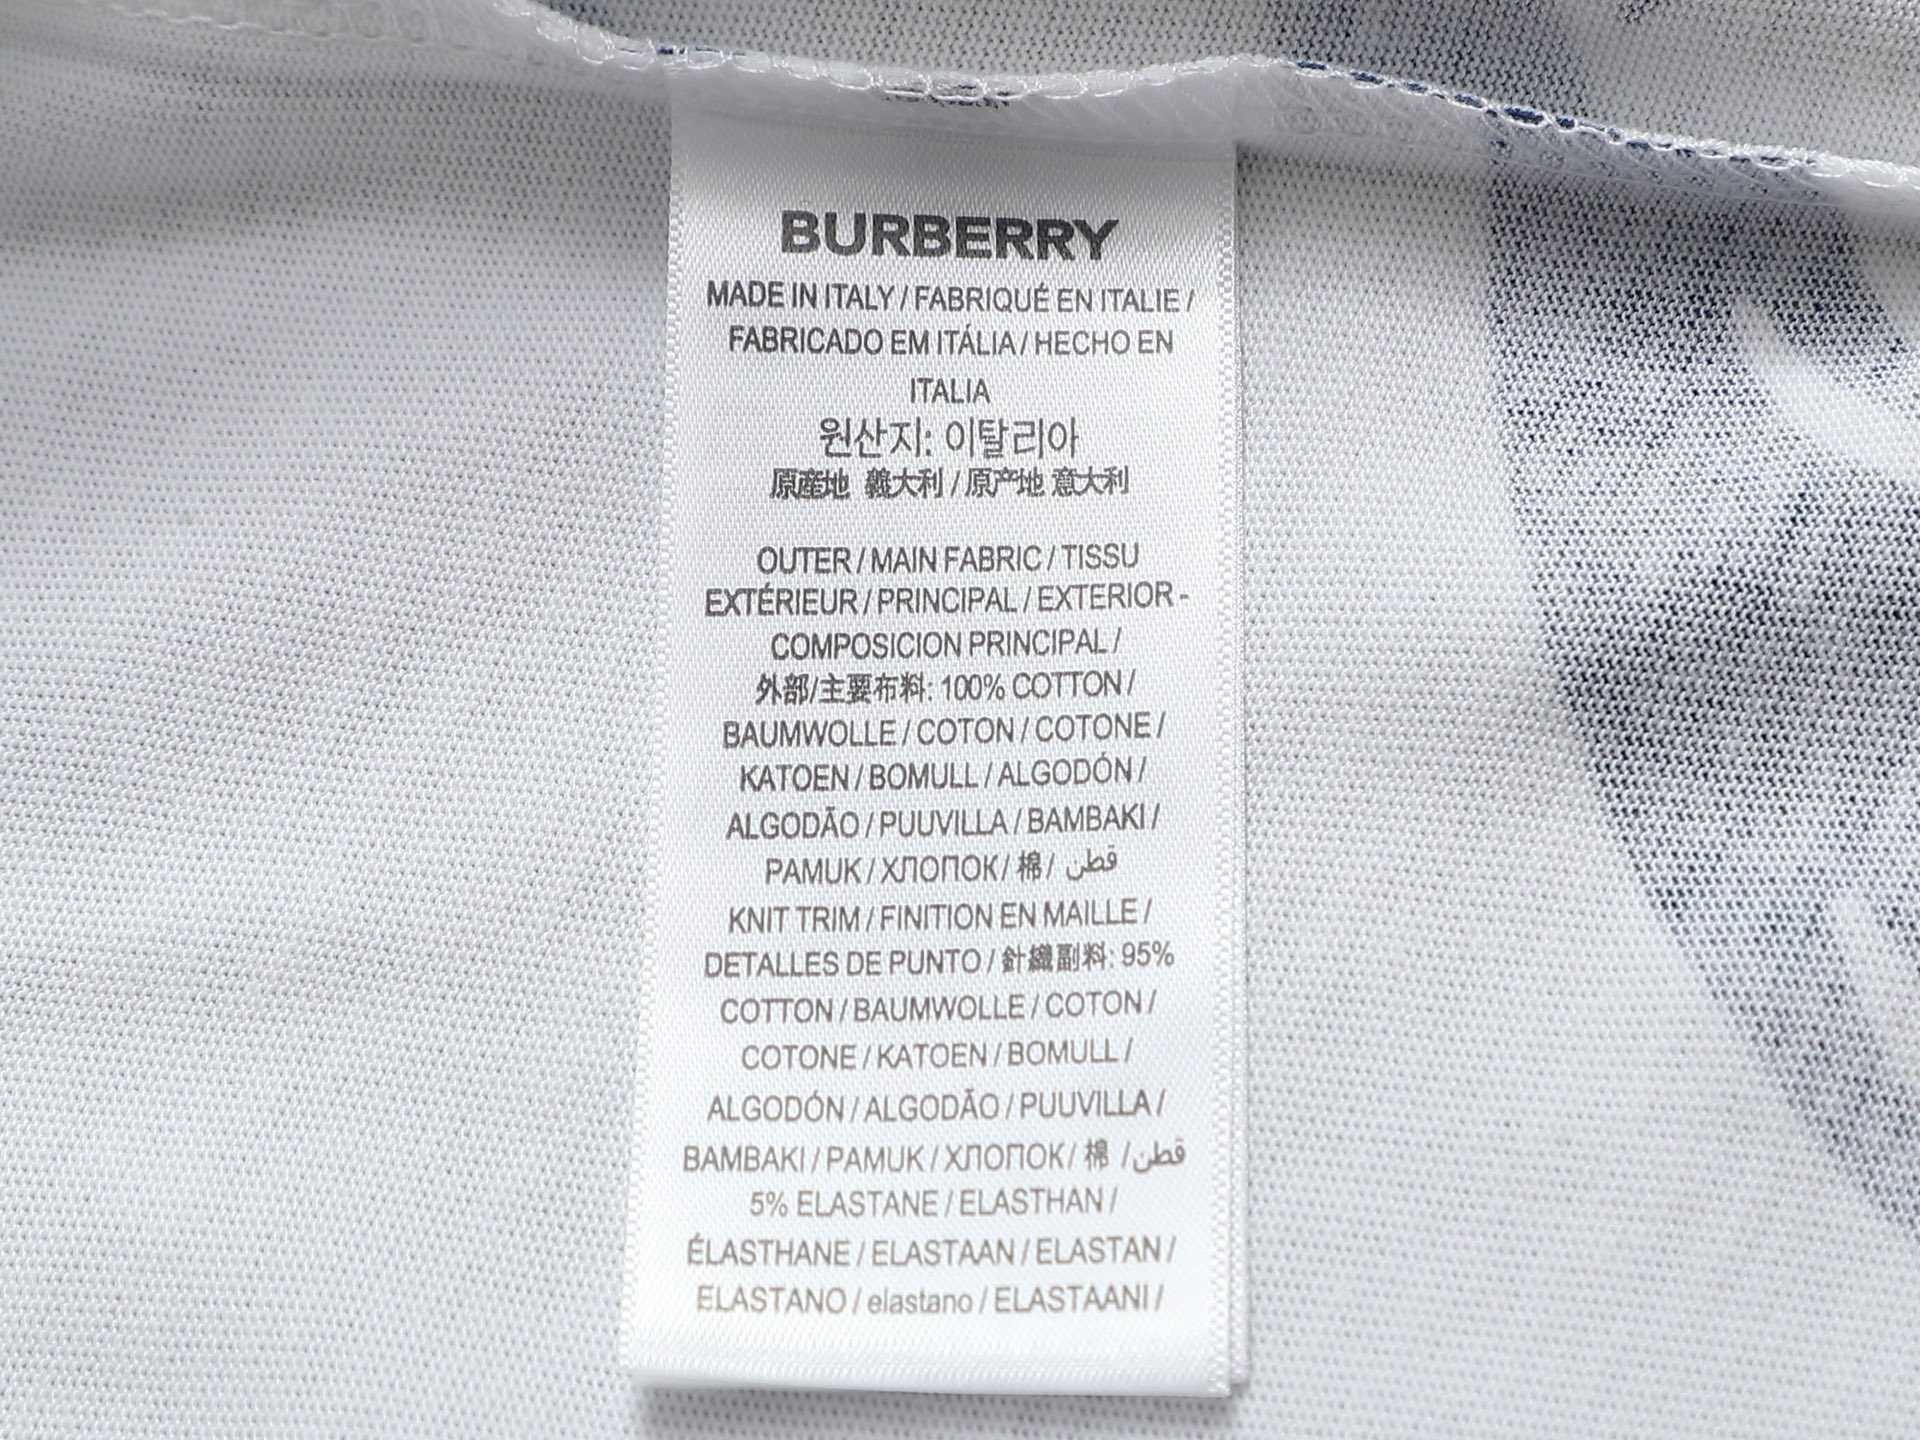 BURBERRY
MADE IN ITALY / FABRIQUÉ EN ITALIE /
FABRICADO EM ITÁLIA / HECHO EN
ITALIA
원산지: 이탈리아
原産地 義大利 / 原产地 意大利
OUTER / MAIN FABRIC / TISSU
EXTÉRIEUR / PRINCIPAL / EXTERIOR -
COMPOSICION PRINCIPAL /
外部/主要布料: 100% COTTON /
BAUMWOLLE / COTON / COTONE /
KATOEN / BOMULL / ALGODÓN /
ALGODÃO / PUUVILLA / BAMBAKI /
PAMUK / ХЛОПОК / 棉 / قطن
KNIT TRIM / FINITION EN MAILLE /
DETALLES DE PUNTO / 針織副料: 95%
COTTON / BAUMWOLLE / COTON /
COTONE / KATOEN / BOMULL /
ALGODÓN / ALGODÃO / PUUVILLA /
BAMBAKI / PAMUK / ХЛОПОК / 棉 / قطن
5% ELASTANE / ELASTHAN /
ÉLASTHANE / ELASTAAN / ELASTAN /
ELASTANO / elastano / ELASTAANI /